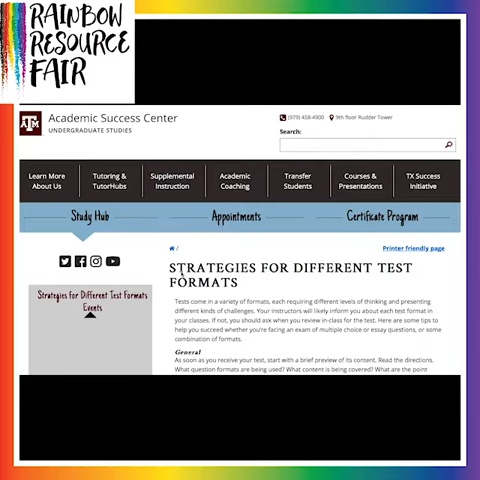 RAINBOW
RESOURCE
FAIR
ATM
Academic Success Center
UNDERGRADUATE STUDIES
(979) 458-4900
9th floor Rudder Tower
Search:
Learn More About Us
Tutoring & TutorHubs
Supplemental Instruction
Academic Coaching
Transfer Students
Courses & Presentations
TX Success Initiative
Study Hub
Appointments
Certificate Program
/
Printer friendly page
STRATEGIES FOR DIFFERENT TEST
FORMATS
Strategies for Different Test Formats
Events
Tests come in a variety of formats, each requiring different levels of thinking and presenting
different kinds of challenges. Your instructors will likely inform you about each test format in
your classes. If not, you should ask when you review in-class for the test. Here are some tips to
help you succeed whether you're facing an exam of multiple choice or essay questions, or some
combination of formats.
General
As soon as you receive your test, start with a brief preview of its content. Read the directions.
What question formats are being used? What content is being covered? What are the point